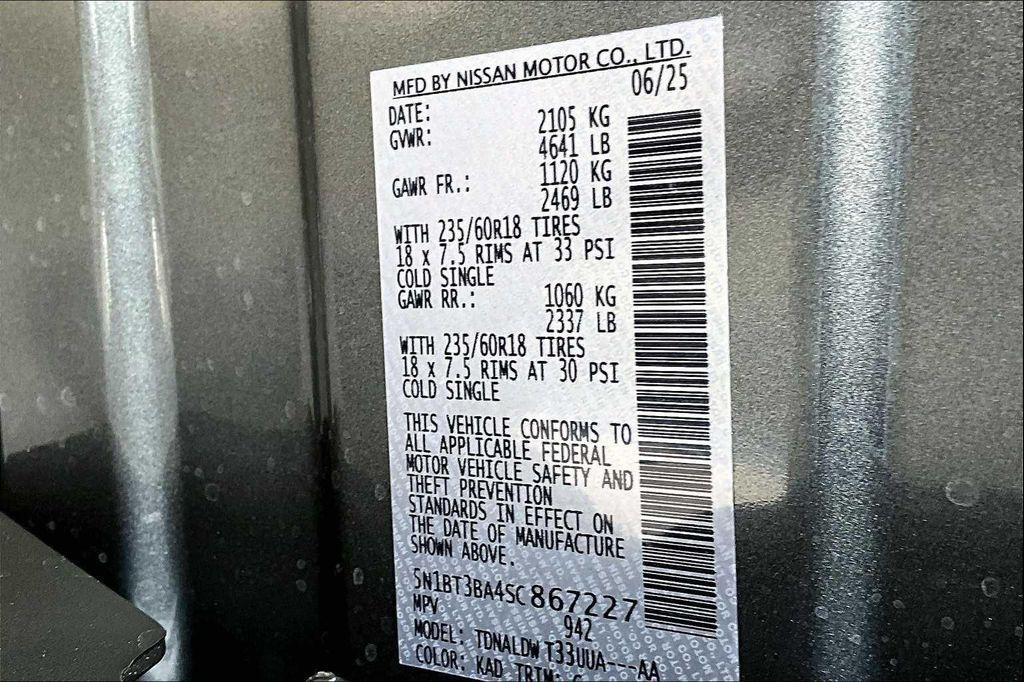 MFD BY NISSAN MOTOR CO., LTD.
DATE: 06/25
GVWR: 2105 KG
4641 LB
GAWR FR.: 1120 KG
2469 LB
WITH 235/60R18 TIRES
18 x 7.5 RIMS AT 33 PSI
COLD SINGLE
GAWR RR.: 1060 KG
2337 LB
WITH 235/60R18 TIRES
18 x 7.5 RIMS AT 30 PSI
COLD SINGLE
THIS VEHICLE CONFORMS TO
ALL APPLICABLE FEDERAL
MOTOR VEHICLE SAFETY AND
THEFT PREVENTION
STANDARDS IN EFFECT ON
THE DATE OF MANUFACTURE
SHOWN ABOVE.
5N1BT3BA4SC867227
MPV 942
MODEL: TDNALDW T33UUA---AA
COLOR: KAD TRIM: